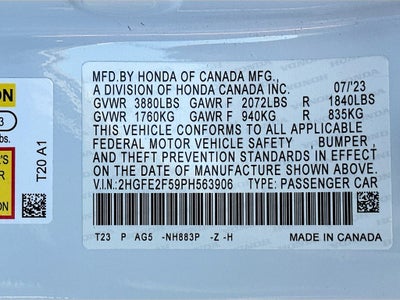 MFD.BY HONDA OF CANADA MFG.,
A DIVISION OF HONDA CANADA INC. 07/'23
GVWR 3880LBS GAWR F 2072LBS R 1840LBS
GVWR 1760KG GAWR F 940KG R 835KG
THIS VEHICLE CONFORMS TO ALL APPLICABLE
FEDERAL MOTOR VEHICLE SAFETY , BUMPER ,
AND THEFT PREVENTION STANDARDS IN EFFECT
ON THE DATE OF MANUFACTURE SHOWN ABOVE.
V.I.N:2HGFE2F59PH563906 TYPE: PASSENGER CAR
T23 P AG5 -NH883P -Z -H MADE IN CANADA
T20 A1
ON
3
lbs.
'S
R